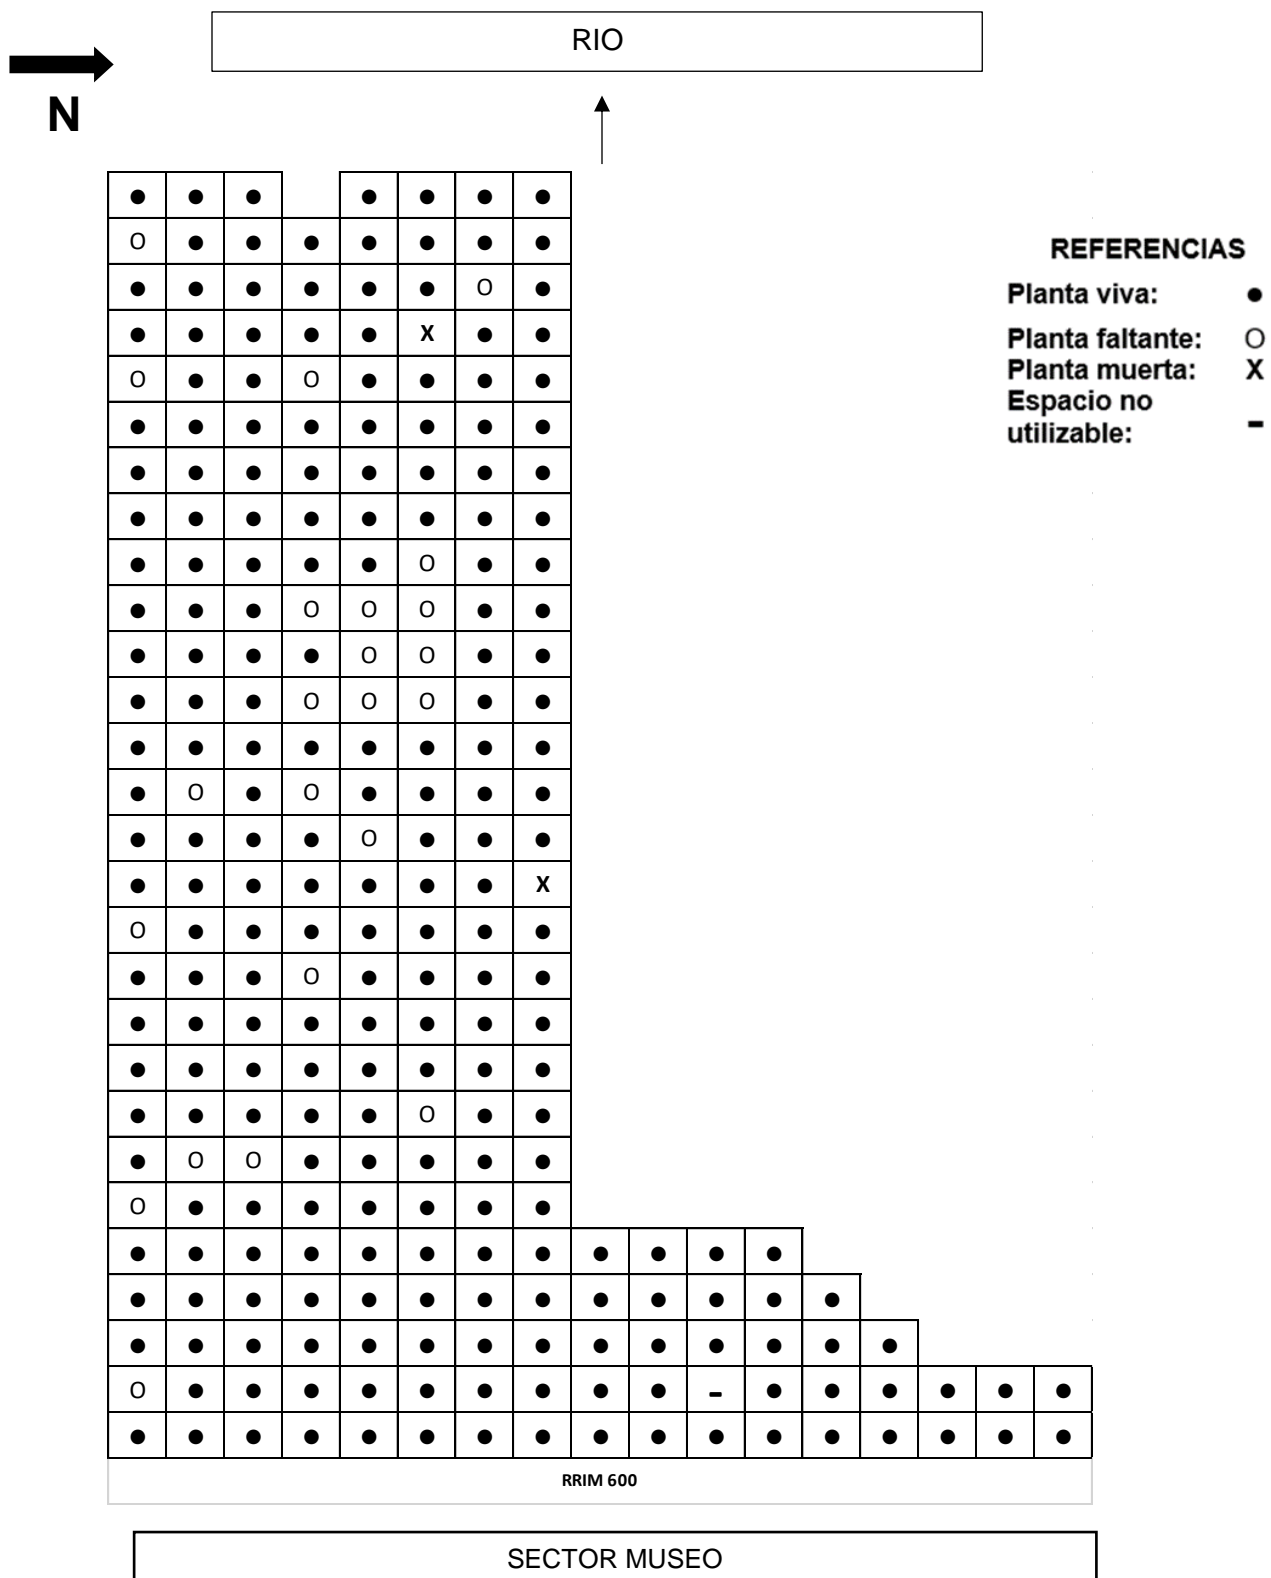 RIO
N
● ● ● ● ● ● ●
O ● ● ● ● ● ● ●
● ● ● ● ● ● O ●
● ● ● ● ● X ● ●
O ● ● O ● ● ● ●
● ● ● ● ● ● ● ●
● ● ● ● ● ● ● ●
● ● ● ● ● ● ● ●
● ● ● ● ● O ● ●
● ● ● O O O ● ●
● ● ● ● O O ● ●
● ● ● O O O ● ●
● ● ● ● ● ● ● ●
● O ● O ● ● ● ●
● ● ● ● O ● ● ●
● ● ● ● ● ● ● X
O ● ● ● ● ● ● ●
● ● ● O ● ● ● ●
● ● ● ● ● ● ● ●
● ● ● ● ● ● ● ●
● ● ● ● ● O ● ●
● O O ● ● ● ● ●
O ● ● ● ● ● ● ●
● ● ● ● ● ● ● ● ● ● ● ●
● ● ● ● ● ● ● ● ● ● ● ● ●
● ● ● ● ● ● ● ● ● ● ● ● ● ●
O ● ● ● ● ● ● ● ● ● - ● ● ● ● ● ●
● ● ● ● ● ● ● ● ● ● ● ● ● ● ● ● ●
RRIM 600
SECTOR MUSEO
REFERENCIAS
Planta viva: ●
Planta faltante: O
Planta muerta: X
Espacio no
utilizable: -